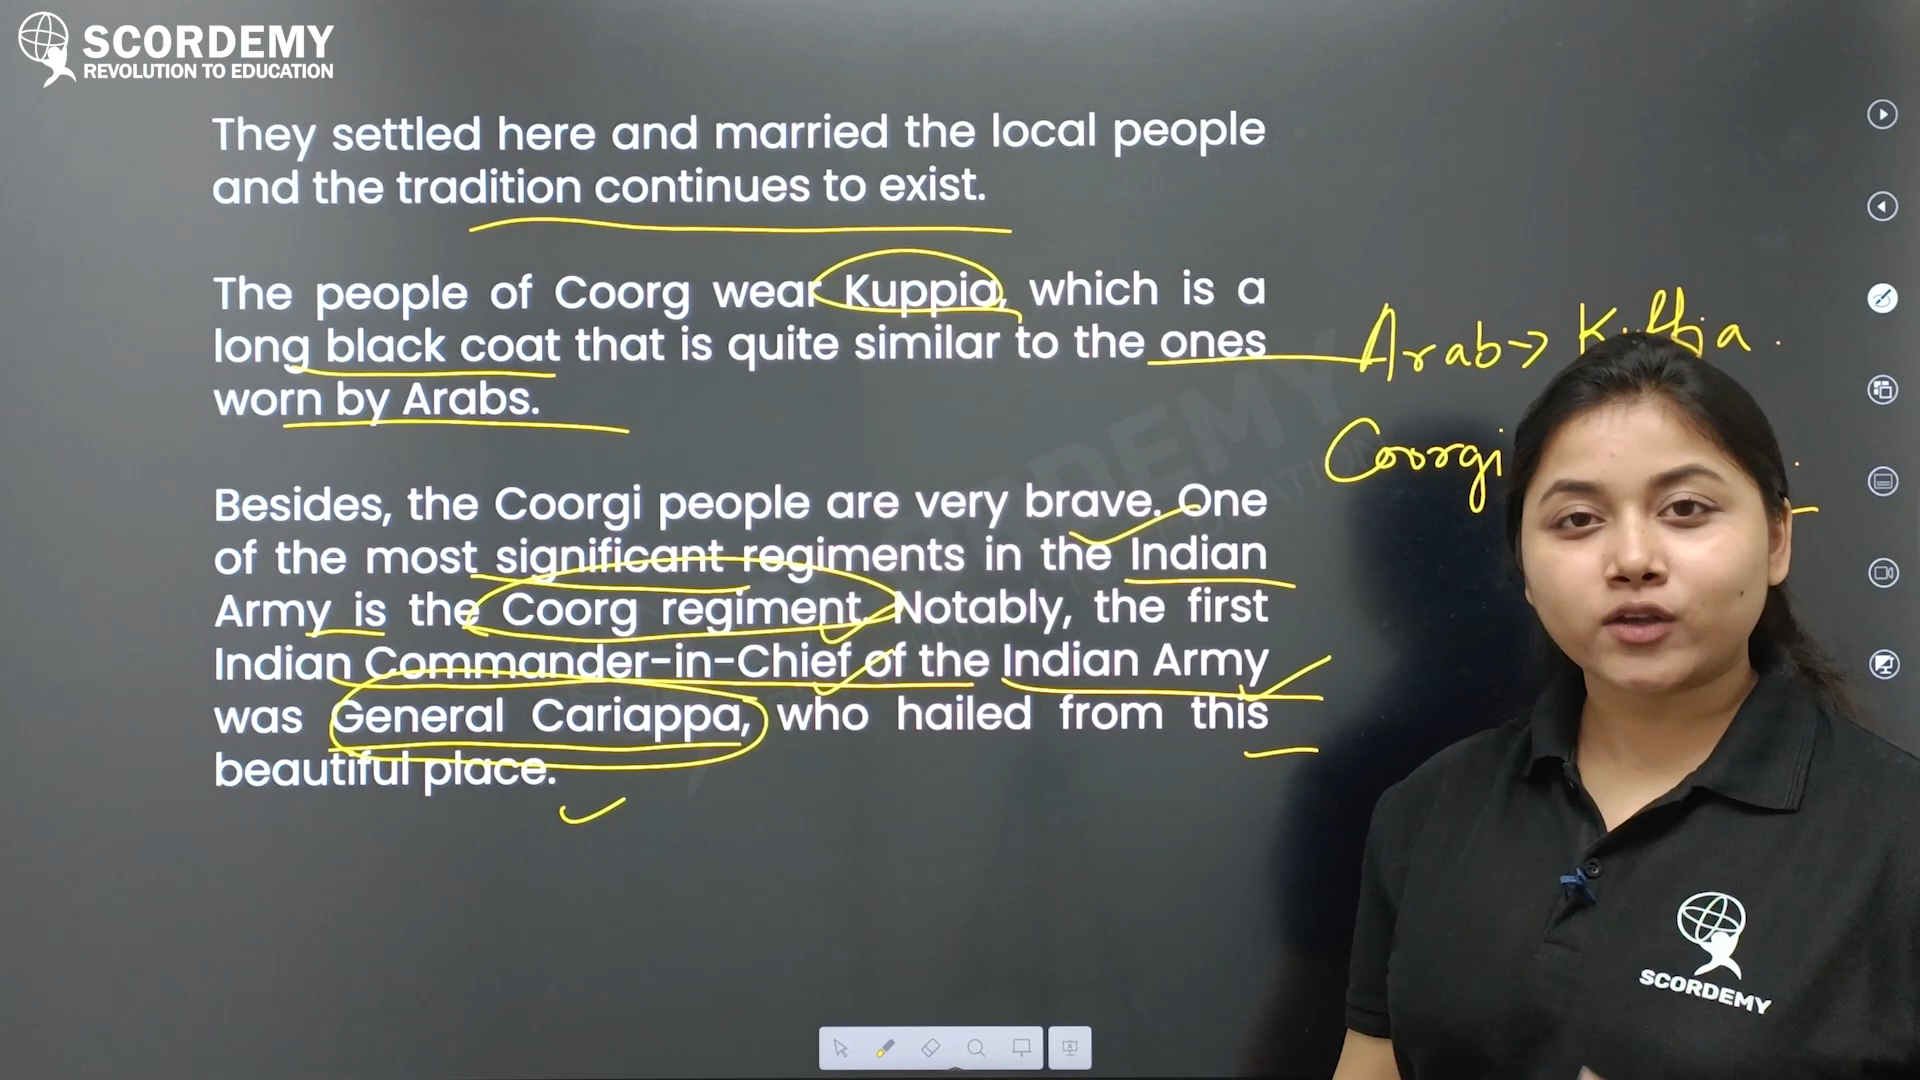 SCORDEMY
REVOLUTION TO EDUCATION
They settled here and married the local people
and the tradition continues to exist.
The people of Coorg wear Kuppia, which is a
long black coat that is quite similar to the ones
worn by Arabs.
Arab→
Coorgi
Besides, the Coorgi people are very brave. One
of the most significant regiments in the Indian
Army is the Coorg regiment. Notably, the first
Indian Commander-in-Chief of the Indian Army
was General Cariappa, who hailed from this
beautiful place.
SCORDEMY